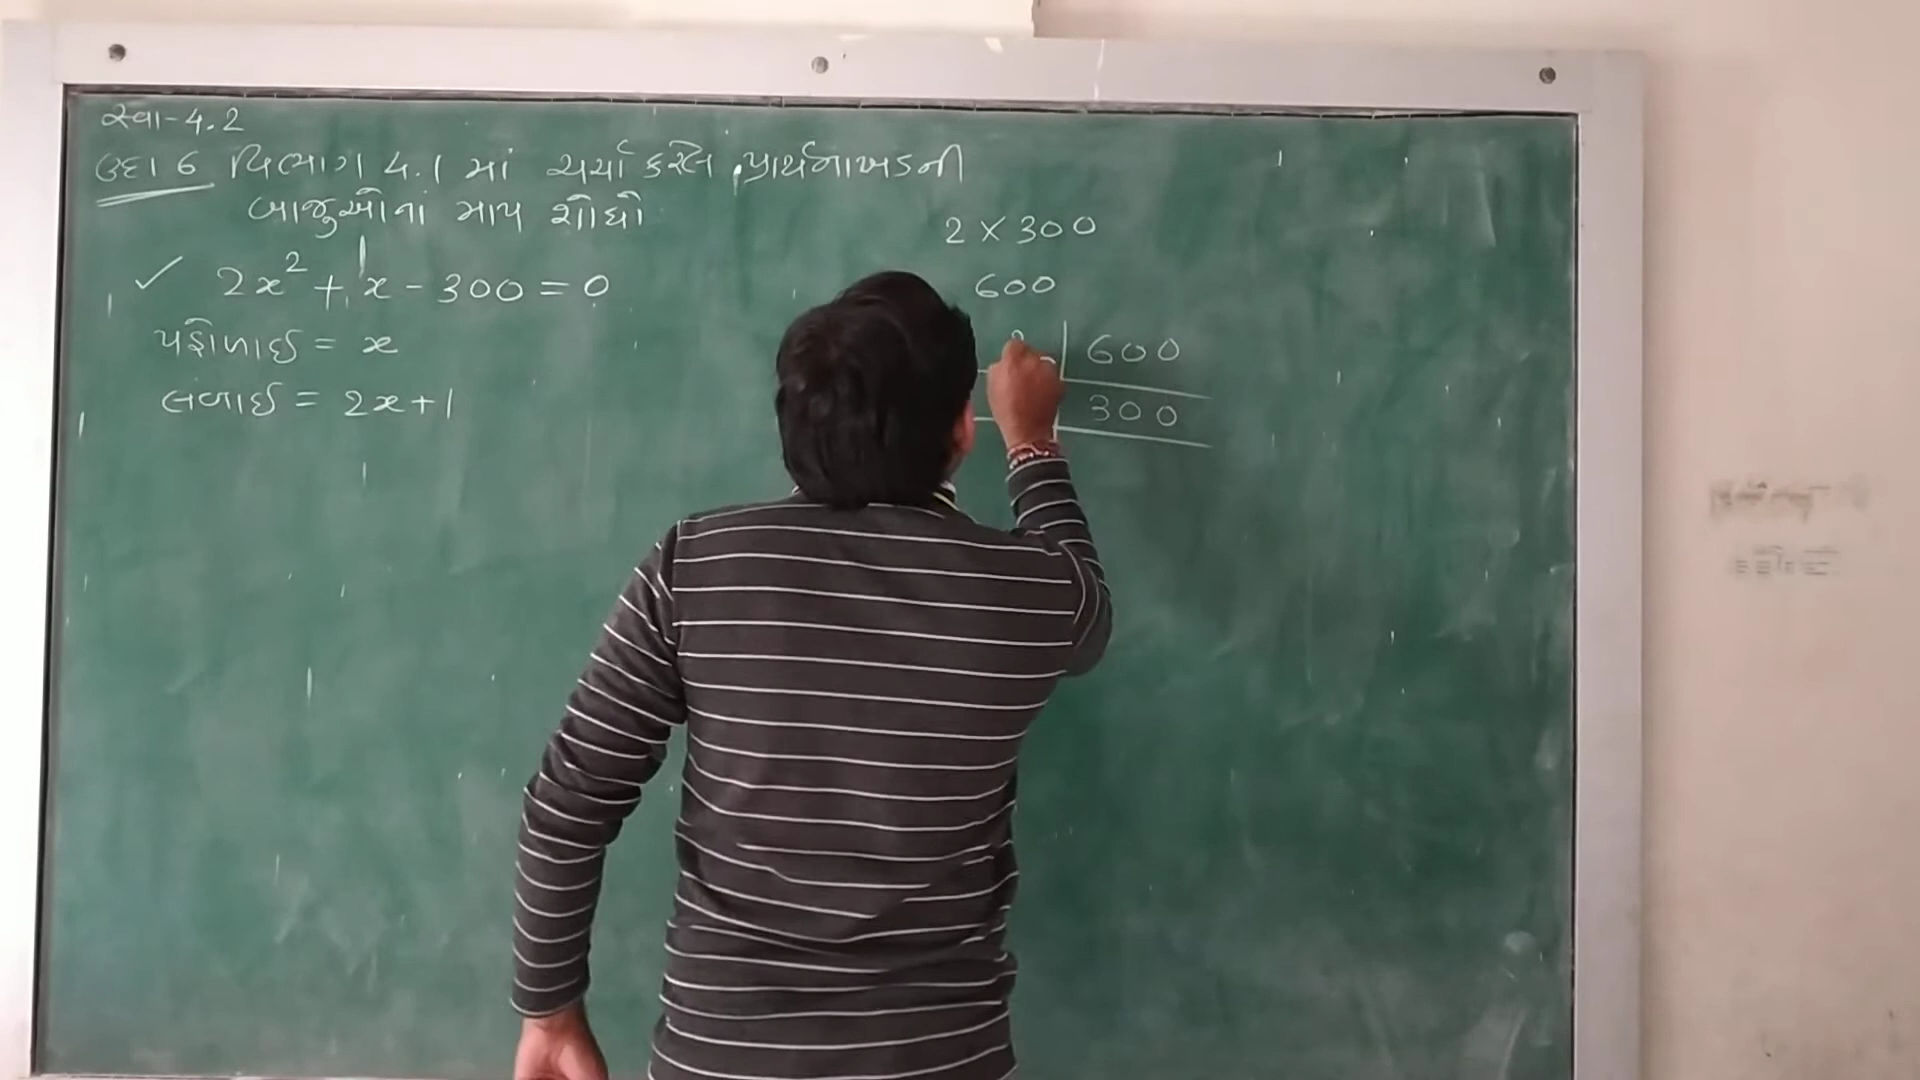 સ્વા-4.2
ઉદા 6 વિભાગ 4.1 માં ચર્ચા કરેલ પ્રાર્થનાખંડની
બાજુઓનાં માપ શોધો
✓ 2x² + x - 300 = 0
પહોળાઈ = x
લંબાઈ = 2x+1
2 × 300
600
600
300